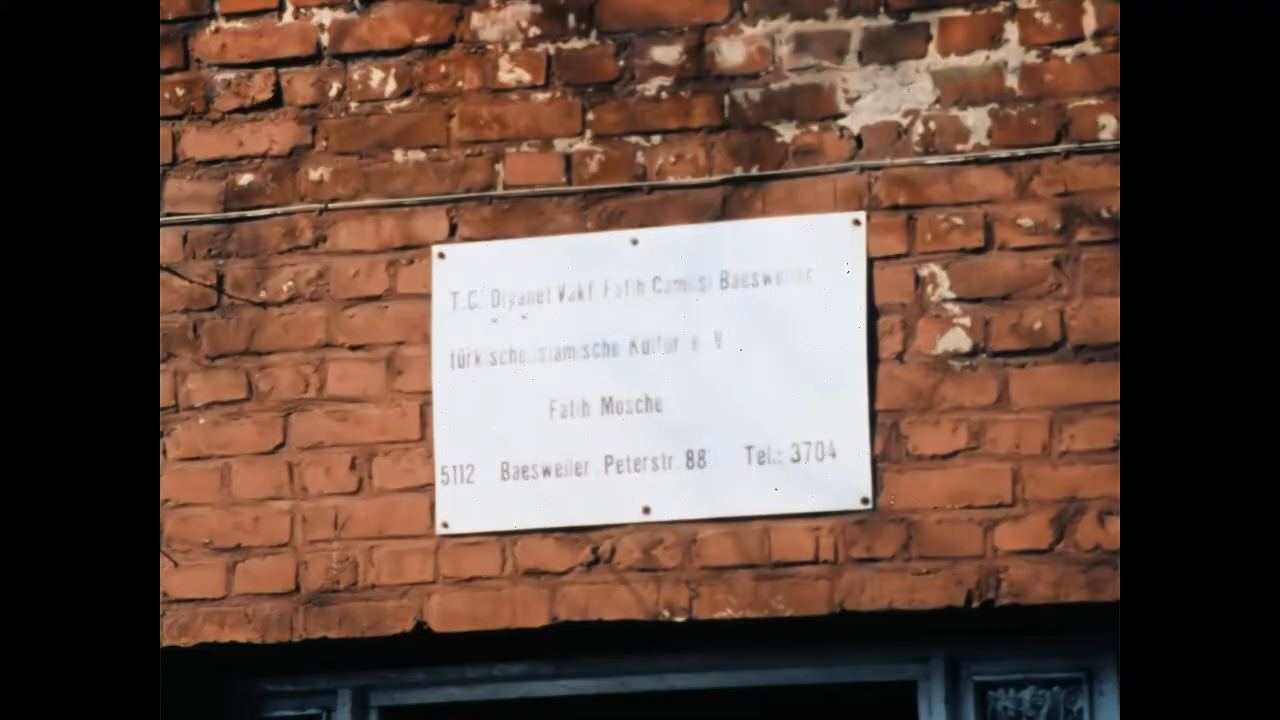 T.C. Diyanet Vakf Fatih Camisi Baesweiler
türkische islamische Kultur e. V.
Fatih Mosche
5112 Baesweiler Peterstr. 88 Tel.: 3704